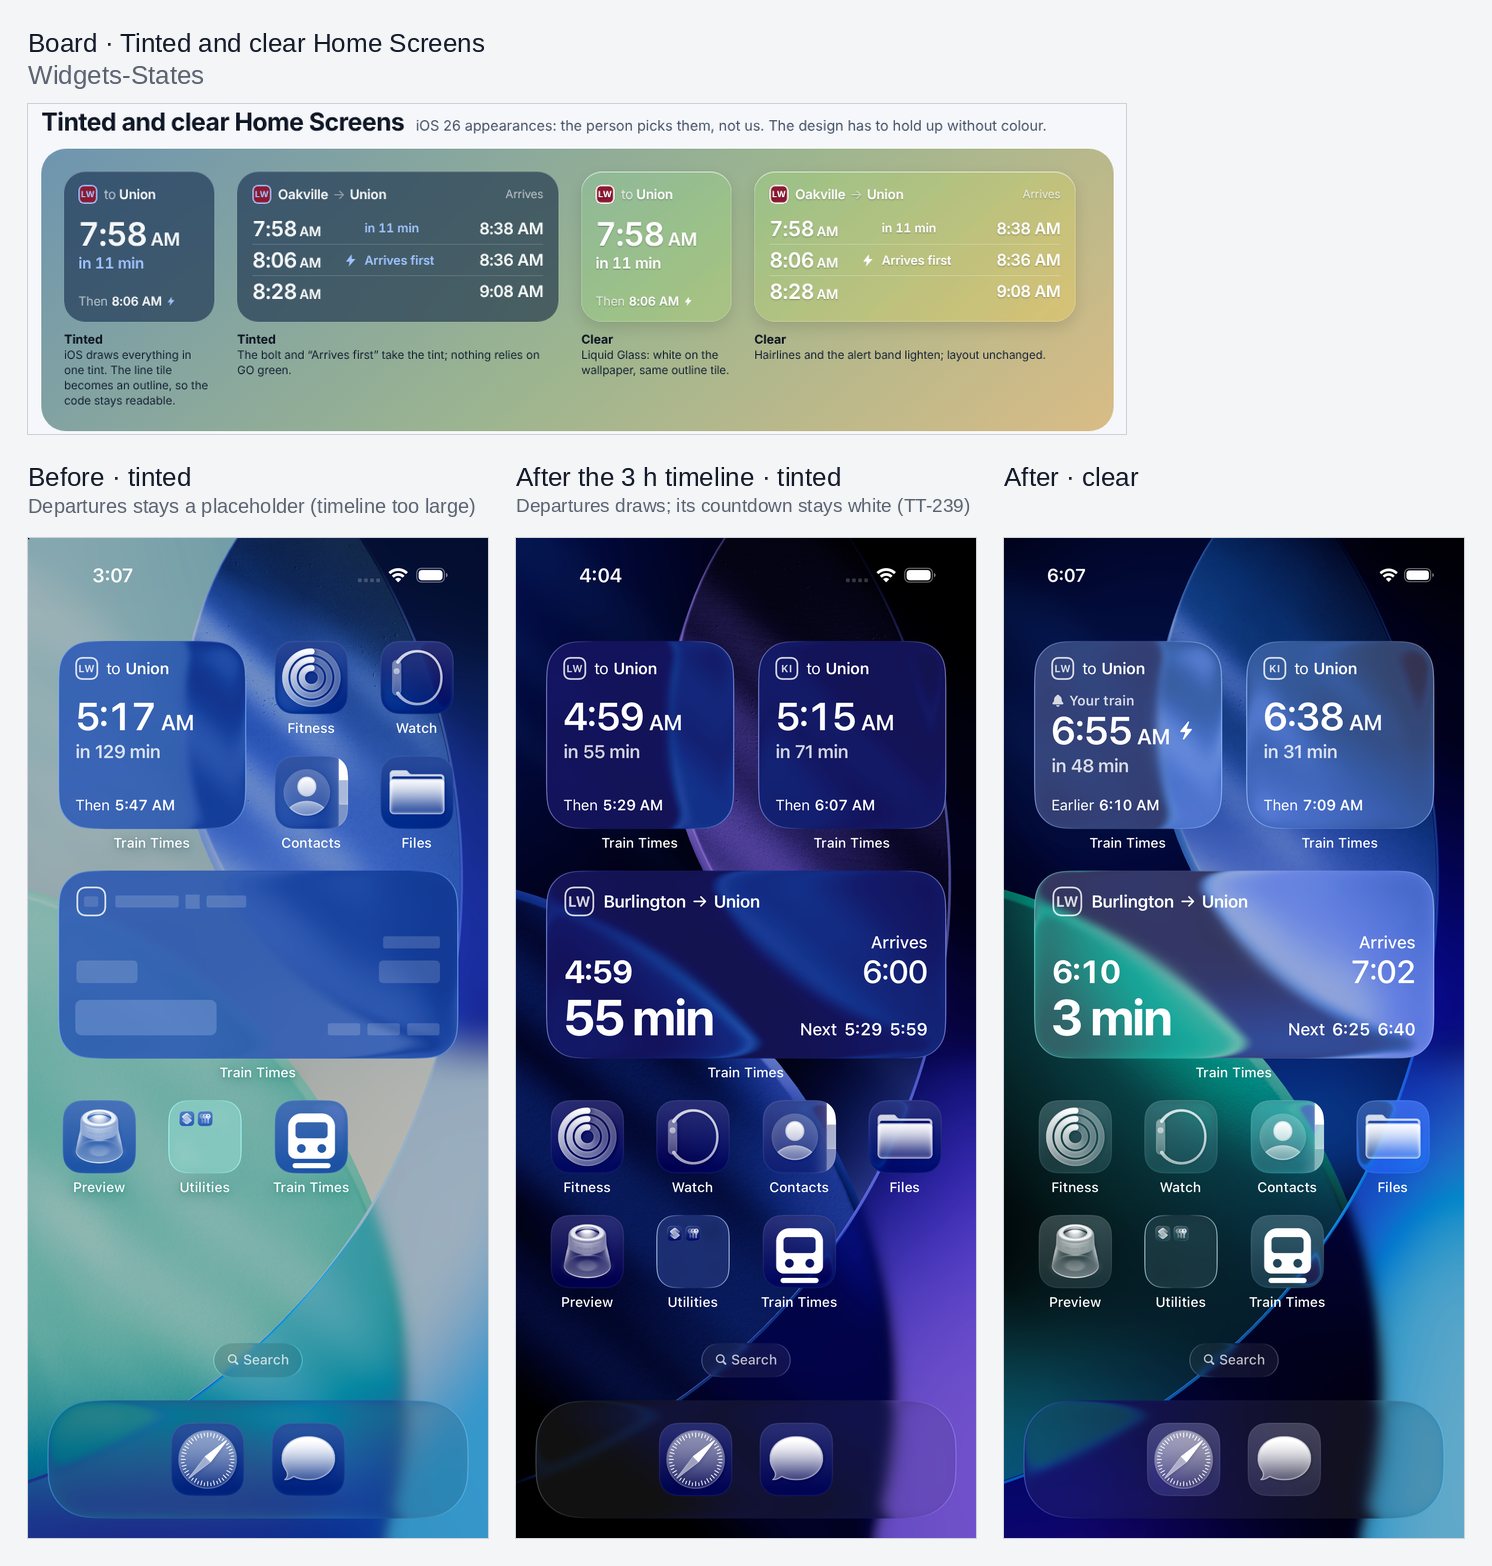 Board · Tinted and clear Home Screens
Widgets-States
Tinted and clear Home Screens iOS 26 appearances: the person picks them, not us. The design has to hold up without colour.
LW to Union
7:58 AM
in 11 min
Then 8:06 AM
Tinted
iOS draws everything in
one tint. The line tile
becomes an outline, so the
code stays readable.
LW Oakville → Union Arrives
7:58 AM in 11 min 8:38 AM
8:06 AM Arrives first 8:36 AM
8:28 AM 9:08 AM
Tinted
The bolt and “Arrives first” take the tint; nothing relies on
GO green.
LW to Union
7:58 AM
in 11 min
Then 8:06 AM
Clear
Liquid Glass: white on the
wallpaper, same outline tile.
LW Oakville → Union Arrives
7:58 AM in 11 min 8:38 AM
8:06 AM Arrives first 8:36 AM
8:28 AM 9:08 AM
Clear
Hairlines and the alert band lighten; layout unchanged.
Before · tinted
Departures stays a placeholder (timeline too large)
3:07
LW to Union
5:17 AM
in 129 min
Then 5:47 AM
Train Times
Fitness Watch
Contacts Files
Train Times
Preview Utilities Train Times
Search
After the 3 h timeline · tinted
Departures draws; its countdown stays white (TT-239)
4:04
LW to Union
4:59 AM
in 55 min
Then 5:29 AM
Train Times
KI to Union
5:15 AM
in 71 min
Then 6:07 AM
Train Times
LW Burlington → Union
Arrives
4:59 6:00
55 min Next 5:29 5:59
Train Times
Fitness Watch Contacts Files
Preview Utilities Train Times
Search
After · clear
6:07
LW to Union
Your train
6:55 AM
in 48 min
Earlier 6:10 AM
Train Times
KI to Union
6:38 AM
in 31 min
Then 7:09 AM
Train Times
LW Burlington → Union
Arrives
6:10 7:02
3 min Next 6:25 6:40
Train Times
Fitness Watch Contacts Files
Preview Utilities Train Times
Search